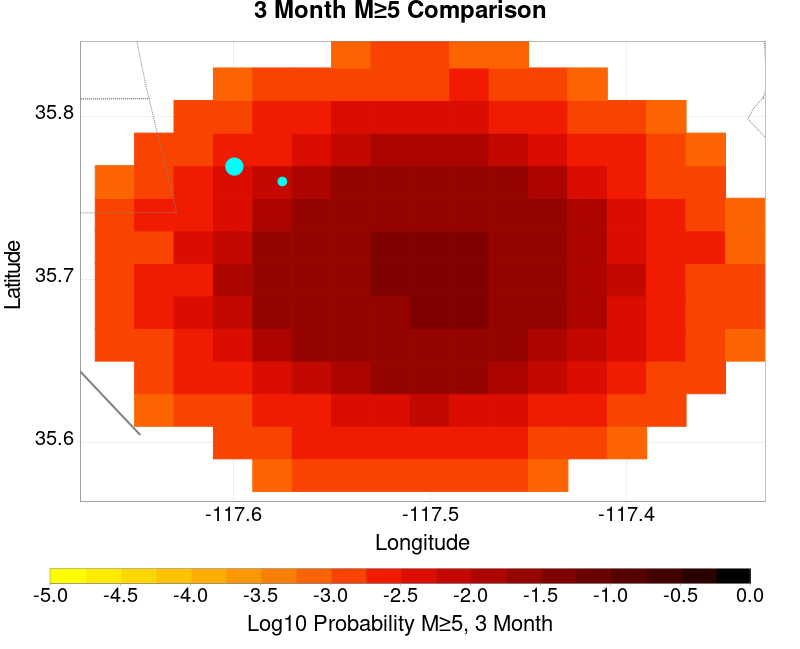 3 Month M≥5 Comparison
35.8
35.7
35.6
Latitude
-117.6 -117.5 -117.4
Longitude
-5.0 -4.5 -4.0 -3.5 -3.0 -2.5 -2.0 -1.5 -1.0 -0.5 0.0
Log10 Probability M≥5, 3 Month